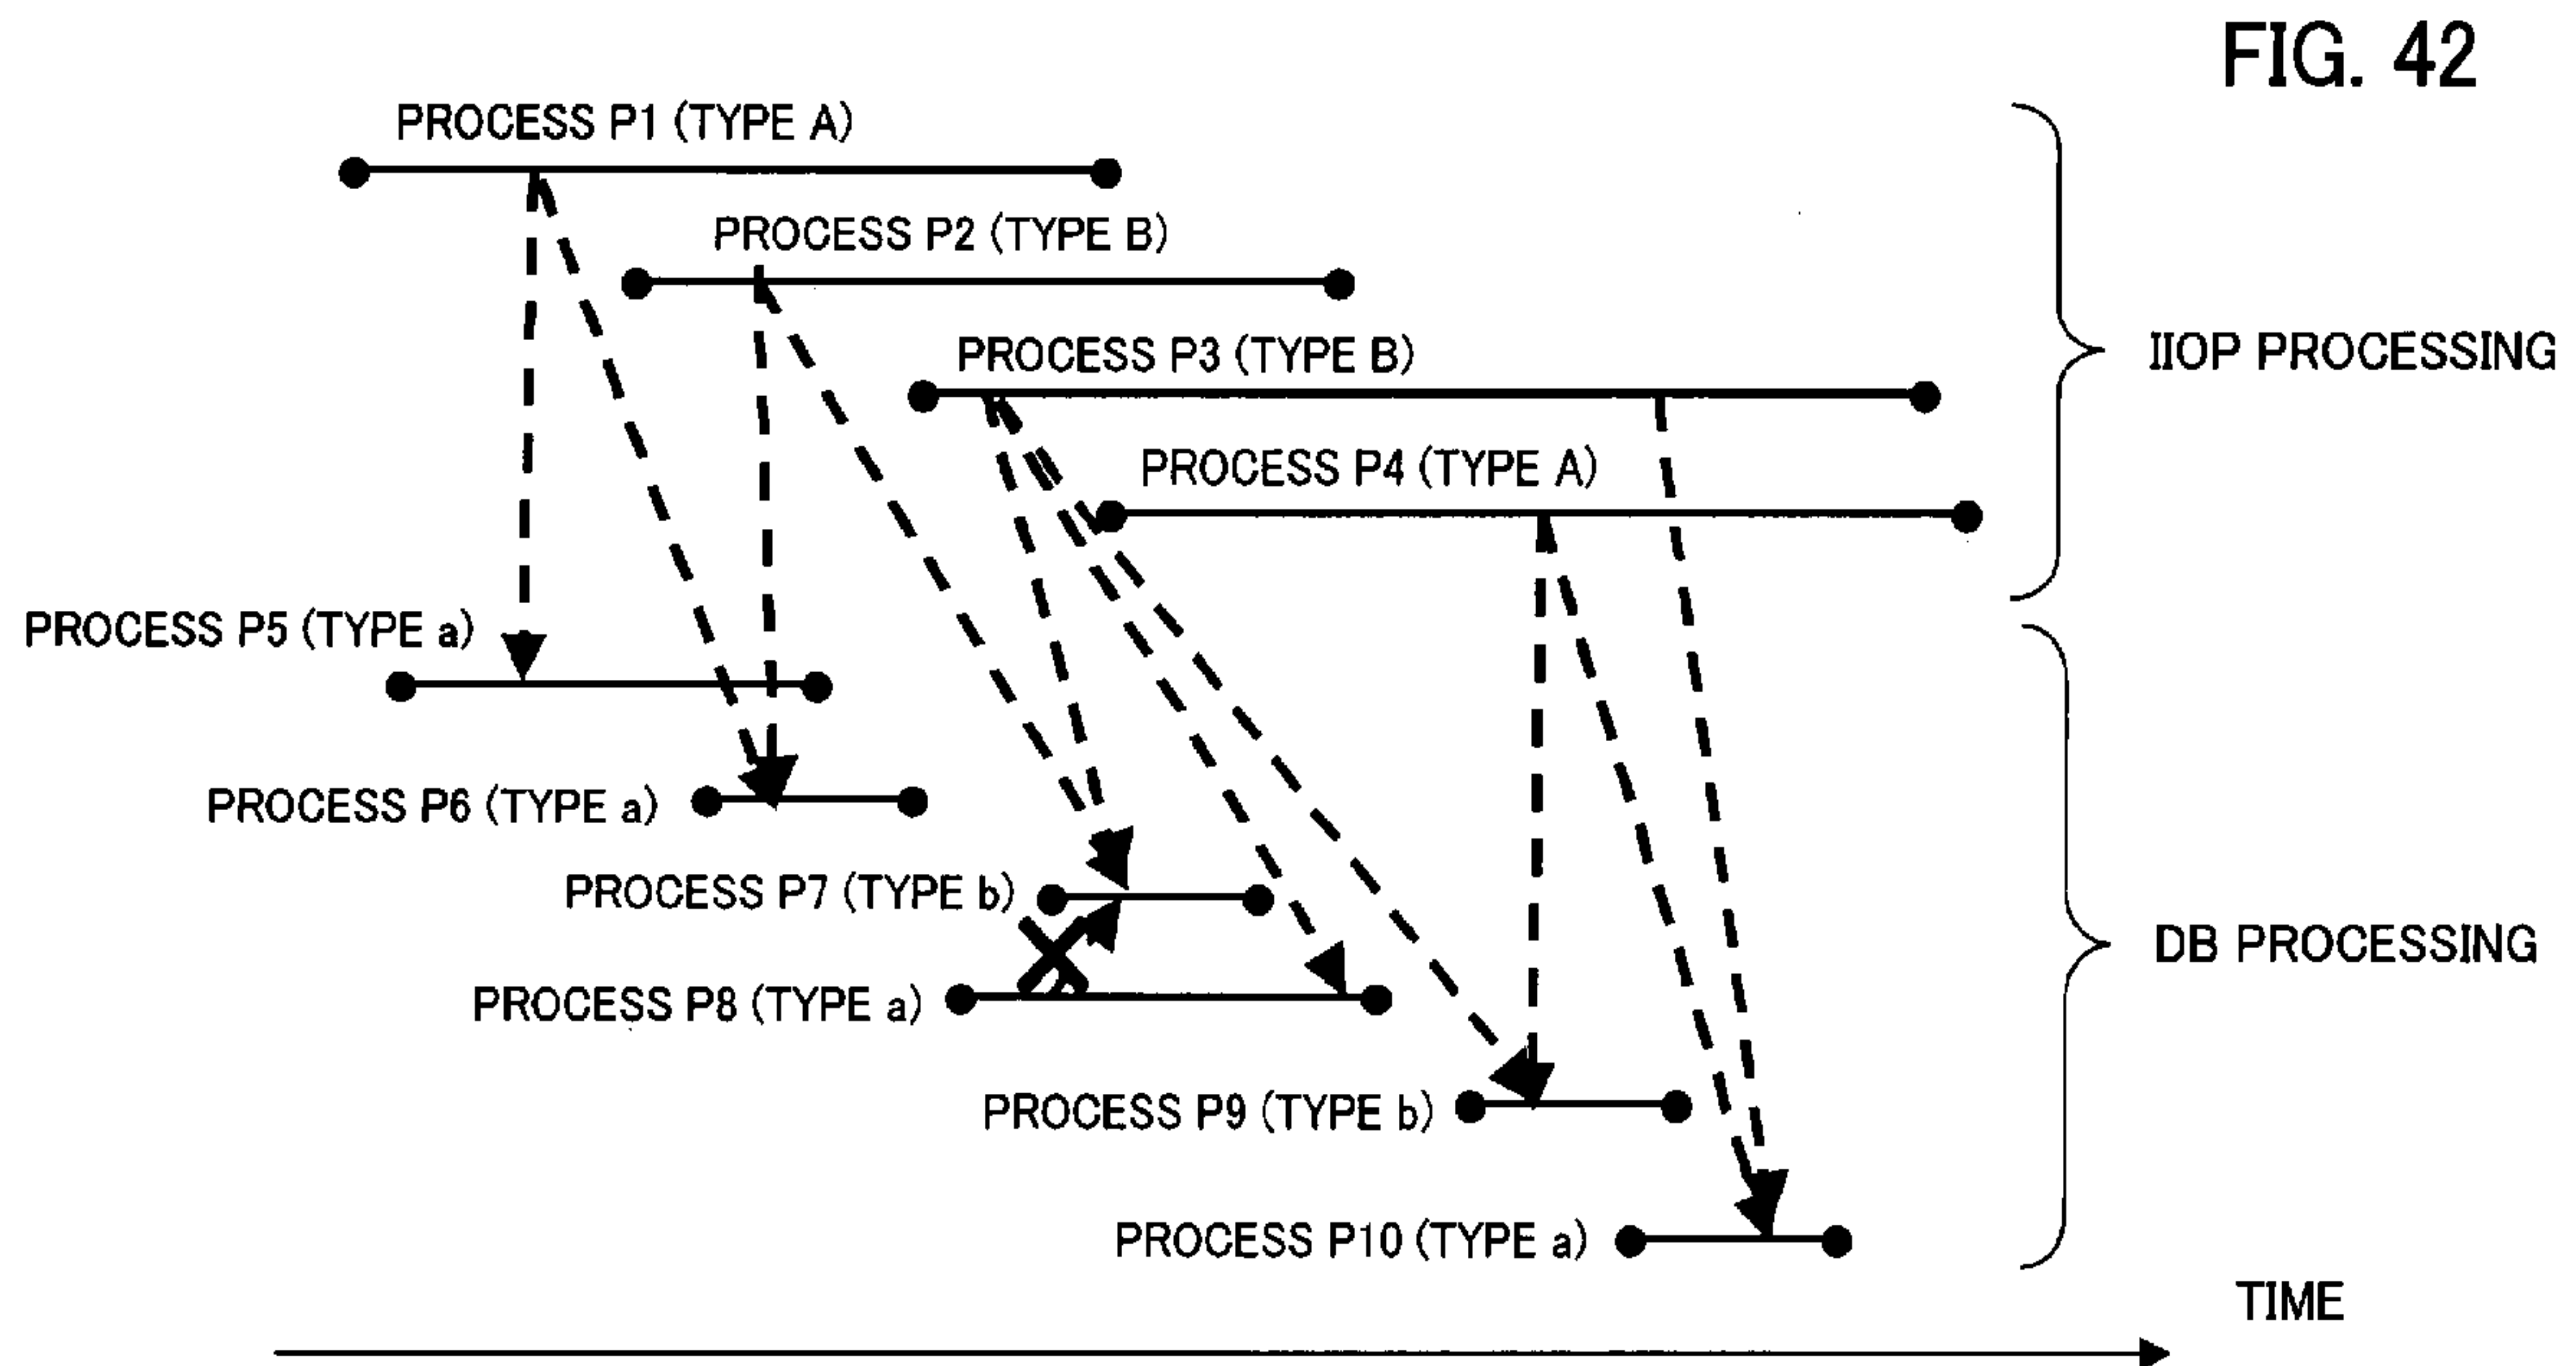 FIG. 42
PROCESS P1 (TYPE A)
PROCESS P2 (TYPE B)
PROCESS P3 (TYPE B)
IIOP PROCESSING
PROCESS P4 (TYPE A)
PROCESS P5 (TYPE a)
PROCESS P6 (TYPE a)
PROCESS P7 (TYPE b)
DB PROCESSING
PROCESS P8 (TYPE a)
PROCESS P9 (TYPE b)
PROCESS P10 (TYPE a)
TIME